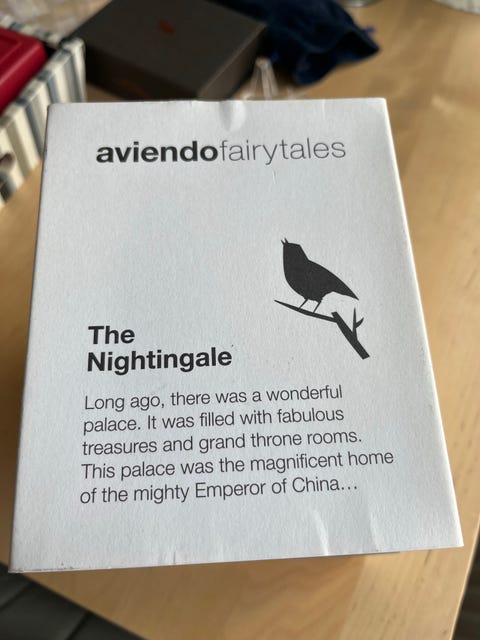 aviendofairytales
The
Nightingale
Long ago, there was a wonderful
palace. It was filled with fabulous
treasures and grand throne rooms.
This palace was the magnificent home
of the mighty Emperor of China...